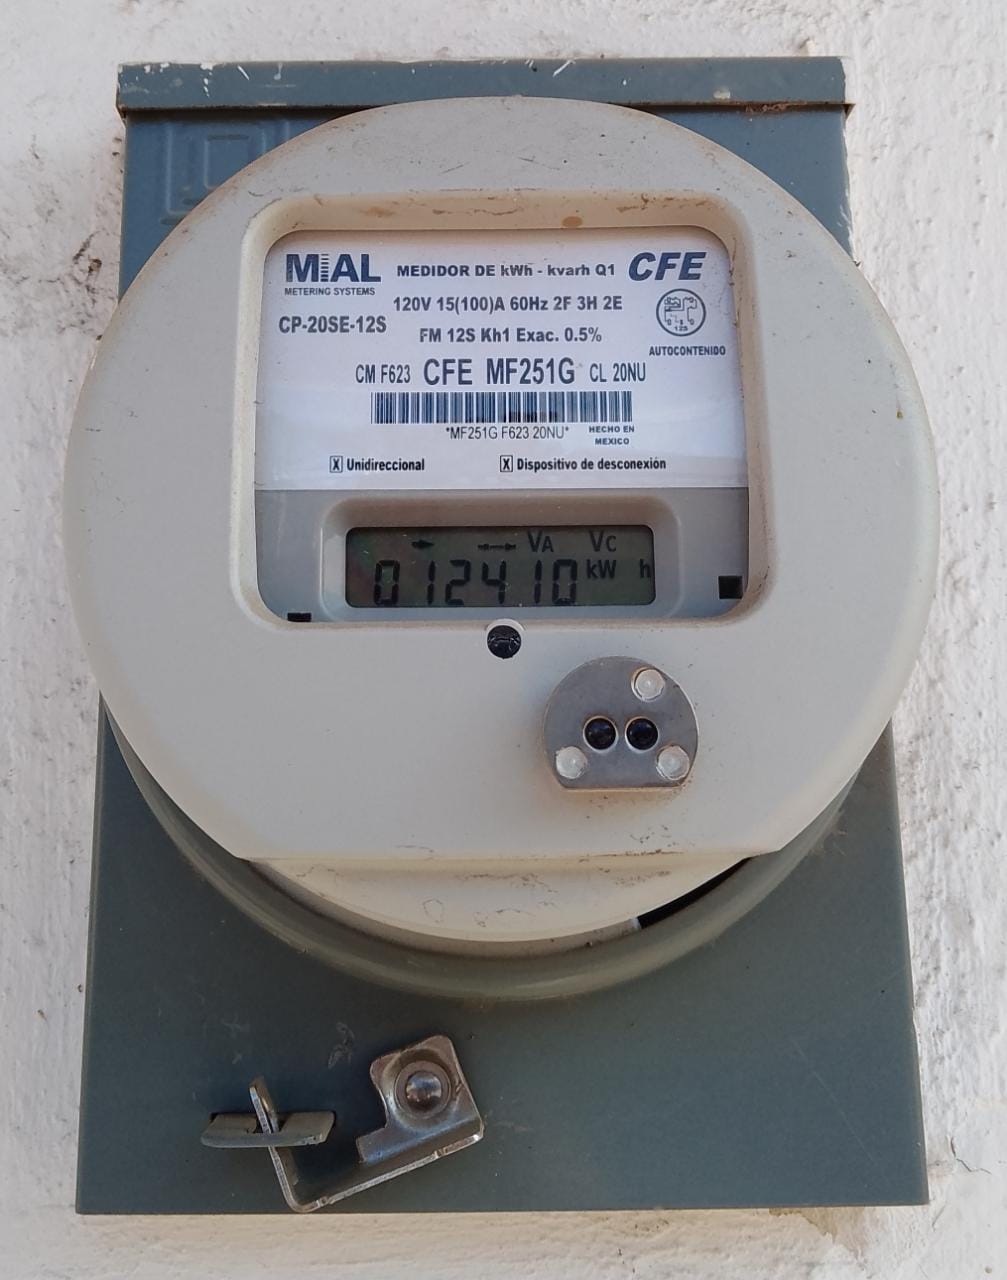 MIAL
METERING SYSTEMS
MEDIDOR DE kWh - kvarh Q1
CFE
120V 15(100)A 60Hz 2F 3H 2E
CP-20SE-12S
FM 12S Kh1 Exac. 0.5%
12S
AUTOCONTENIDO
CM F623 CFE MF251G CL 20NU
*MF251G F623 20NU*
HECHO EN
MEXICO
X Unidireccional
X Dispositivo de desconexión
VA VC
012410 kW h